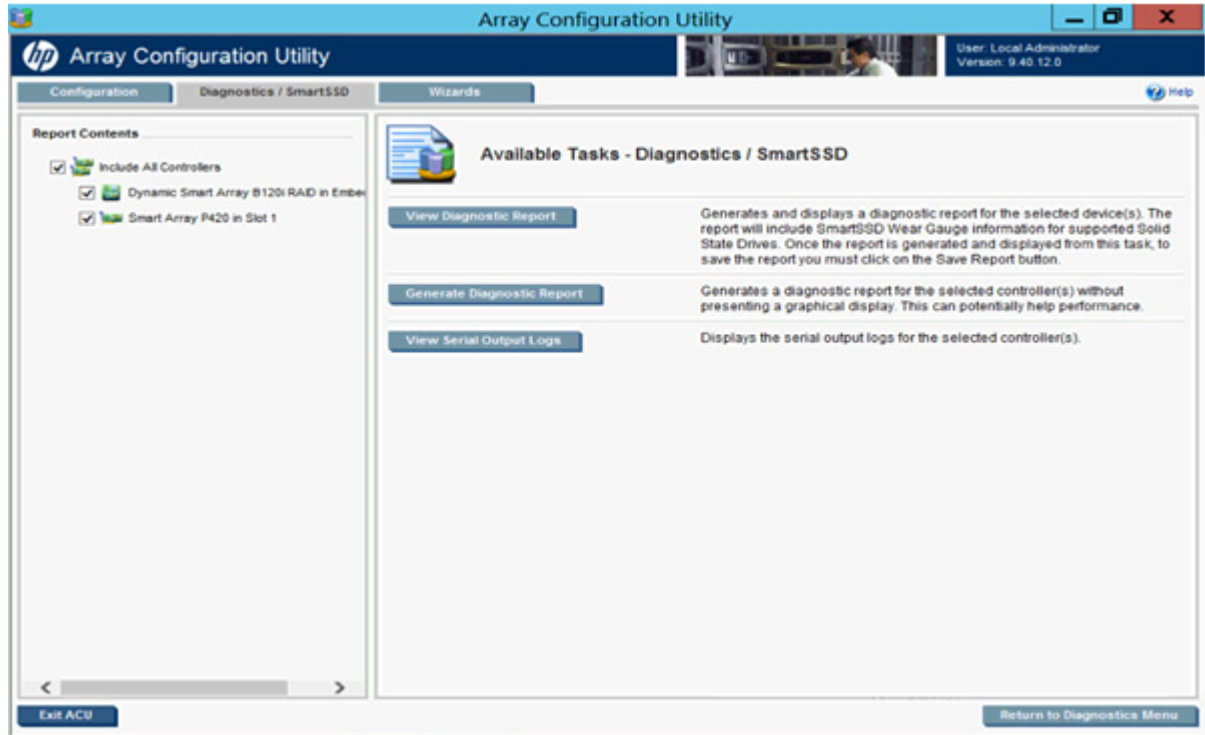 Array Configuration Utility
hp Array Configuration Utility
User: Local Administrator
Version: 9.40.12.0
Configuration
Diagnostics / SmartSSD
Wizards
Help
Report Contents
Include All Controllers
Dynamic Smart Array B120i RAID in Embe
Smart Array P420 in Slot 1
Available Tasks - Diagnostics / SmartSSD
View Diagnostic Report
Generates and displays a diagnostic report for the selected device(s). The
report will include SmartSSD Wear Gauge information for supported Solid
State Drives. Once the report is generated and displayed from this task, to
save the report you must click on the Save Report button.
Generate Diagnostic Report
Generates a diagnostic report for the selected controller(s) without
presenting a graphical display. This can potentially help performance.
View Serial Output Logs
Displays the serial output logs for the selected controller(s).
Exit ACU
Return to Diagnostics Menu